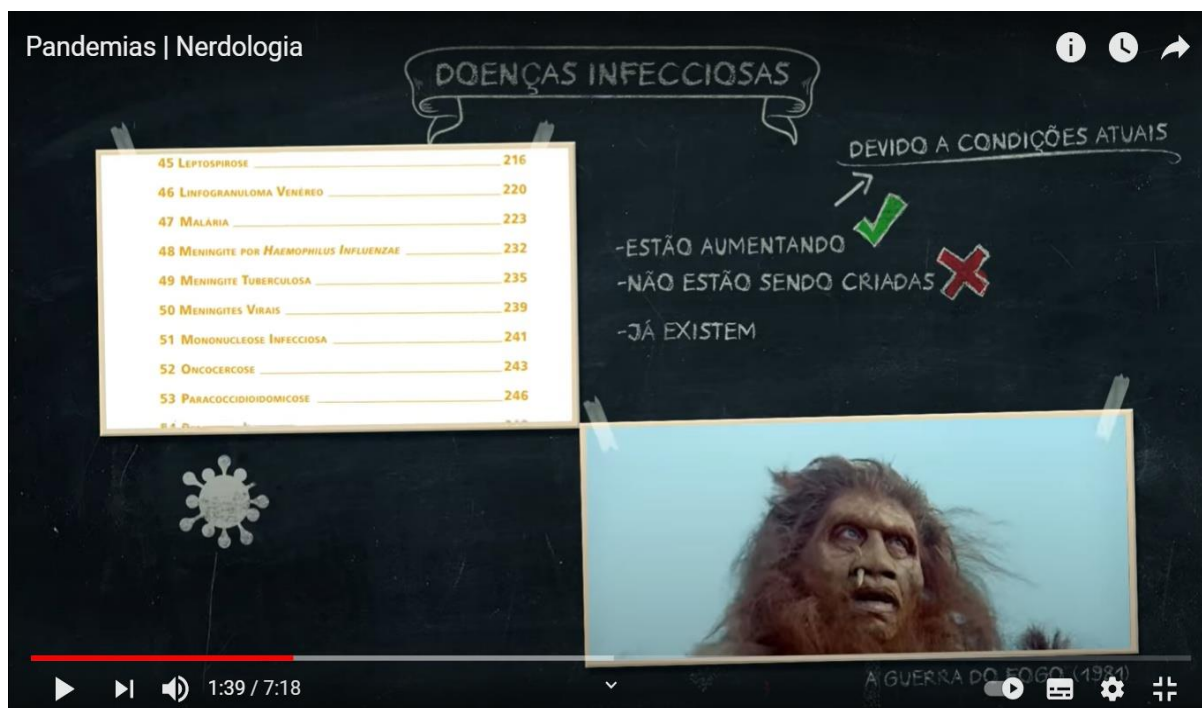 Pandemias | Nerdologia
DOENÇAS INFECCIOSAS
DEVIDO A CONDIÇÕES ATUAIS
45 LEPTOSPIROSE 216
46 LINFOGRANULOMA VENÉREO 220
47 MALÁRIA 223
48 MENINGITE POR HAEMOPHILUS INFLUENZAE 232
49 MENINGITE TUBERCULOSA 235
50 MENINGITES VIRAIS 239
51 MONONUCLEOSE INFECCIOSA 241
52 ONCOCERCOSE 243
53 PARACOCCIDIOIDOMICOSE 246
-ESTÃO AUMENTANDO
-NÃO ESTÃO SENDO CRIADAS
-JÁ EXISTEM
A GUERRA DO FOGO (1981)
1:39 / 7:18